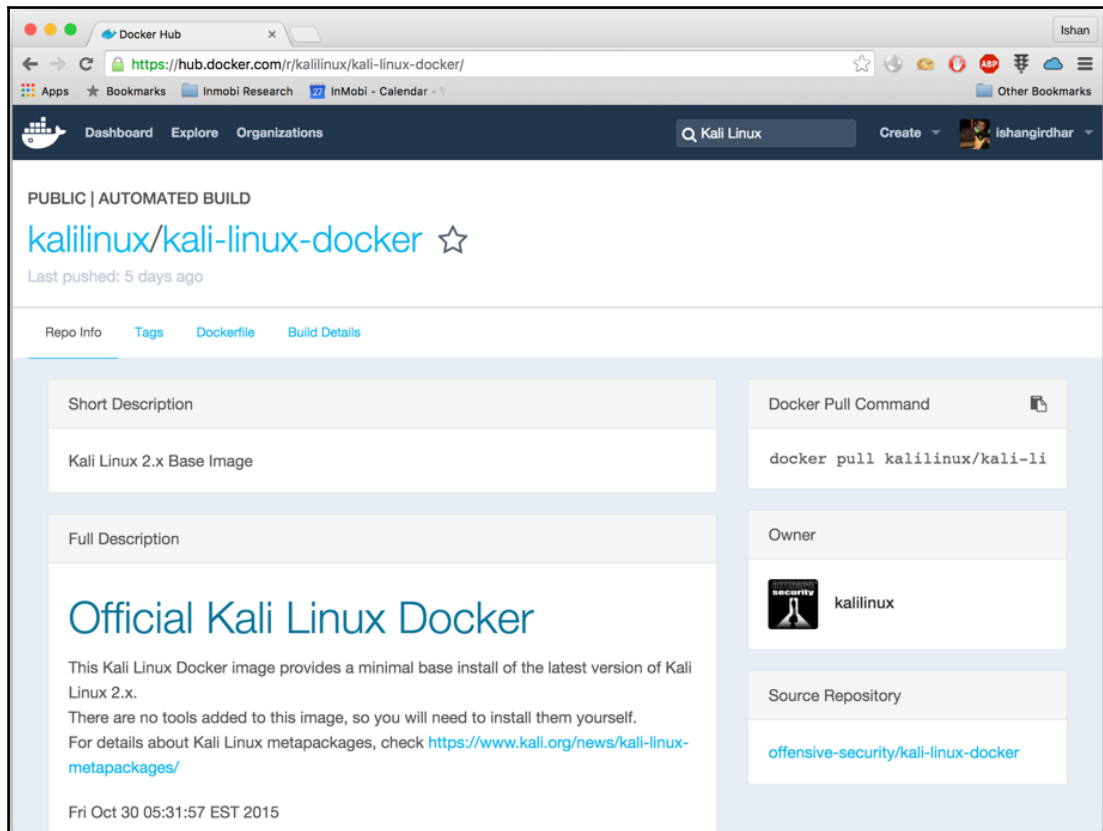 Docker Hub
Ishan
https://hub.docker.com/r/kalilinux/kali-linux-docker/
ABP
Apps
Bookmarks
Inmobi Research
27
InMobi - Calendar -
Other Bookmarks
Dashboard
Explore
Organizations
Kali Linux
Create
ishangirdhar
PUBLIC | AUTOMATED BUILD
kalilinux/kali-linux-docker
Last pushed: 5 days ago
Repo Info
Tags
Dockerfile
Build Details
Short Description
Kali Linux 2.x Base Image
Full Description
Official Kali Linux Docker
This Kali Linux Docker image provides a minimal base install of the latest version of Kali
Linux 2.x.
There are no tools added to this image, so you will need to install them yourself.
For details about Kali Linux metapackages, check https://www.kali.org/news/kali-linux-
metapackages/
Fri Oct 30 05:31:57 EST 2015
Docker Pull Command
docker pull kalilinux/kali-li
Owner
security
kalilinux
Source Repository
offensive-security/kali-linux-docker